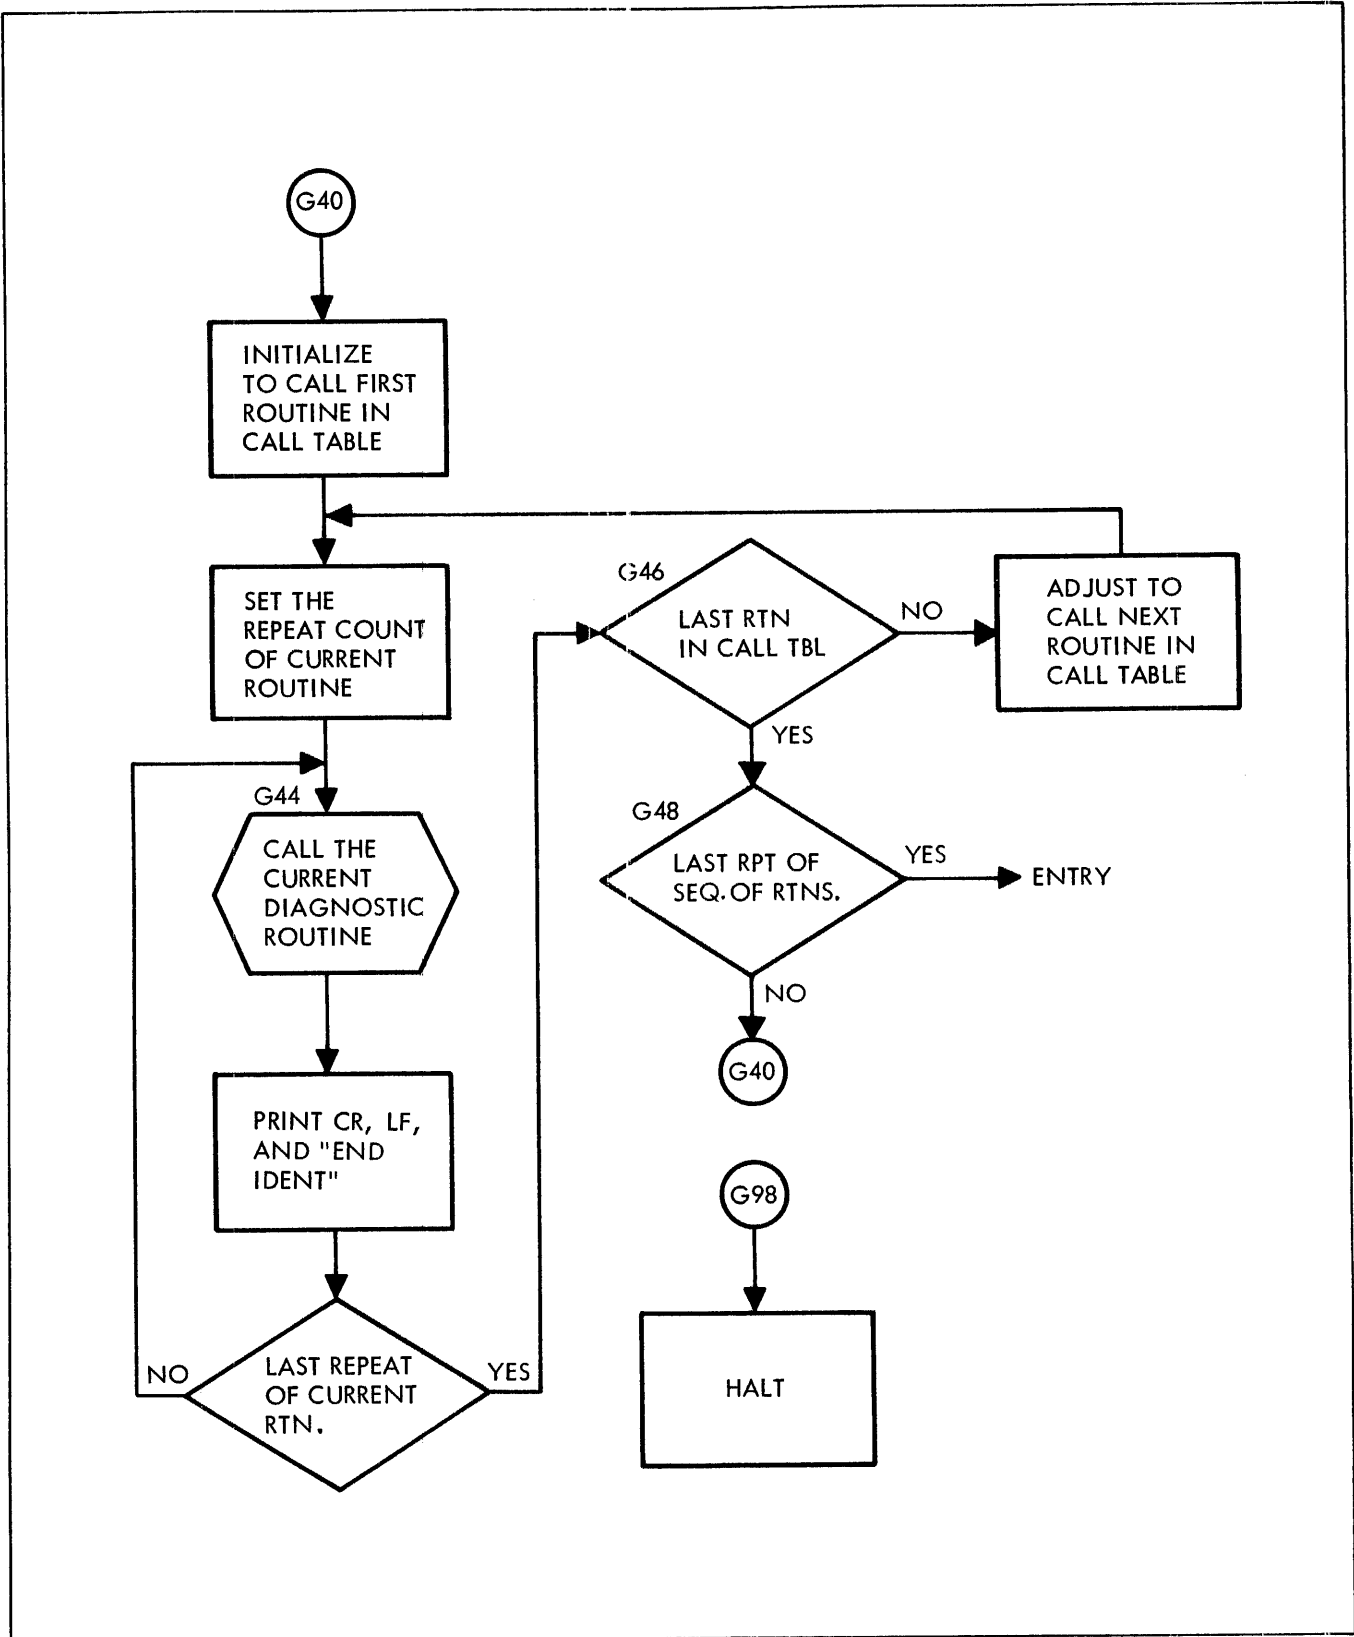 G40
INITIALIZE
TO CALL FIRST
ROUTINE IN
CALL TABLE
SET THE
REPEAT COUNT
OF CURRENT
ROUTINE
G44
CALL THE
CURRENT
DIAGNOSTIC
ROUTINE
PRINT CR, LF,
AND "END
IDENT"
LAST REPEAT
OF CURRENT
RTN.
NO
YES
G46
LAST RTN
IN CALL TBL
NO
YES
ADJUST TO
CALL NEXT
ROUTINE IN
CALL TABLE
G48
LAST RPT OF
SEQ. OF RTNS.
YES
ENTRY
NO
G40
G98
HALT